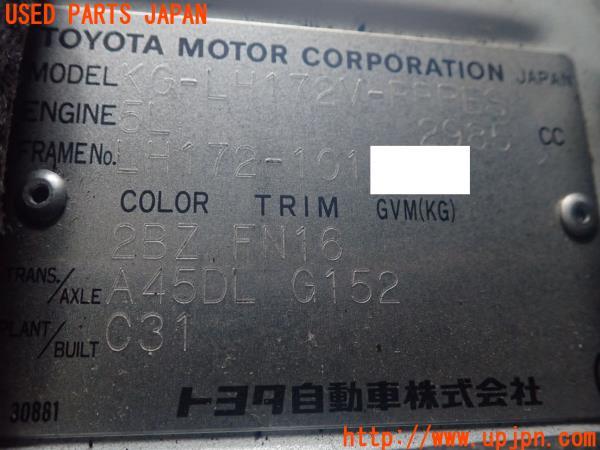 USED PARTS JAPAN
TOYOTA MOTOR CORPORATION JAPAN
MODEL KG-LH172V-RRPES
ENGINE 5L 2985 CC
FRAME No. LH172-101
COLOR TRIM GVM(KG)
2BZ FN16
TRANS./AXLE A45DL G152
PLANT/BUILT C31
30881 トヨタ自動車株式会社
http://www.upjpn.com